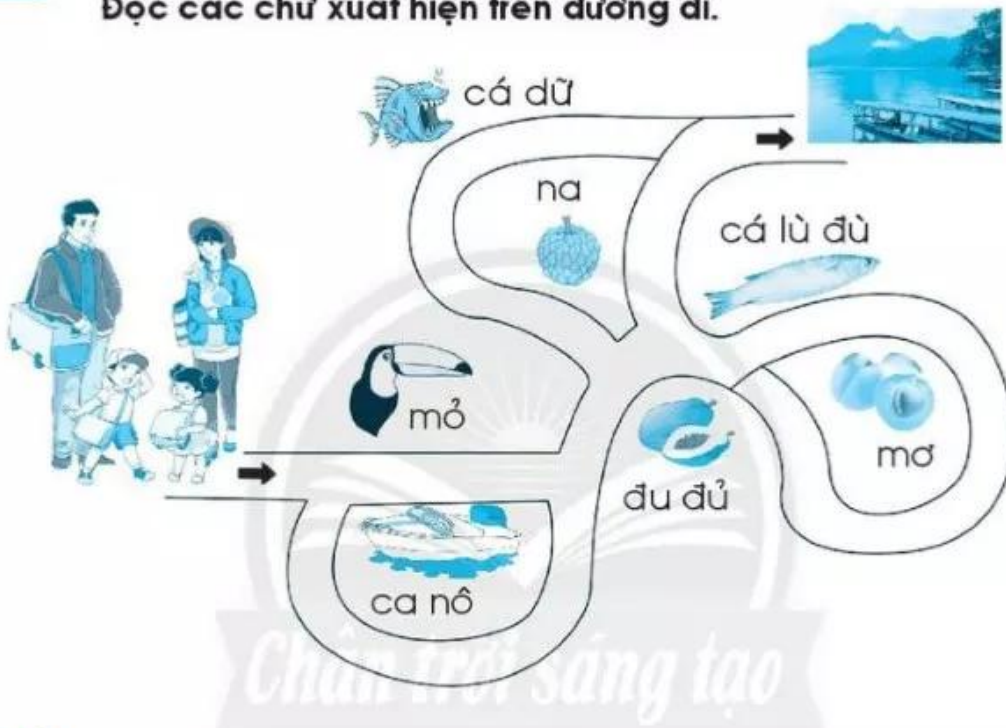 Đọc các chữ xuất hiện trên đường đi.
cá dữ
na
cá lù đù
mỏ
mơ
đu đủ
ca nô
Chân trời sáng tạo